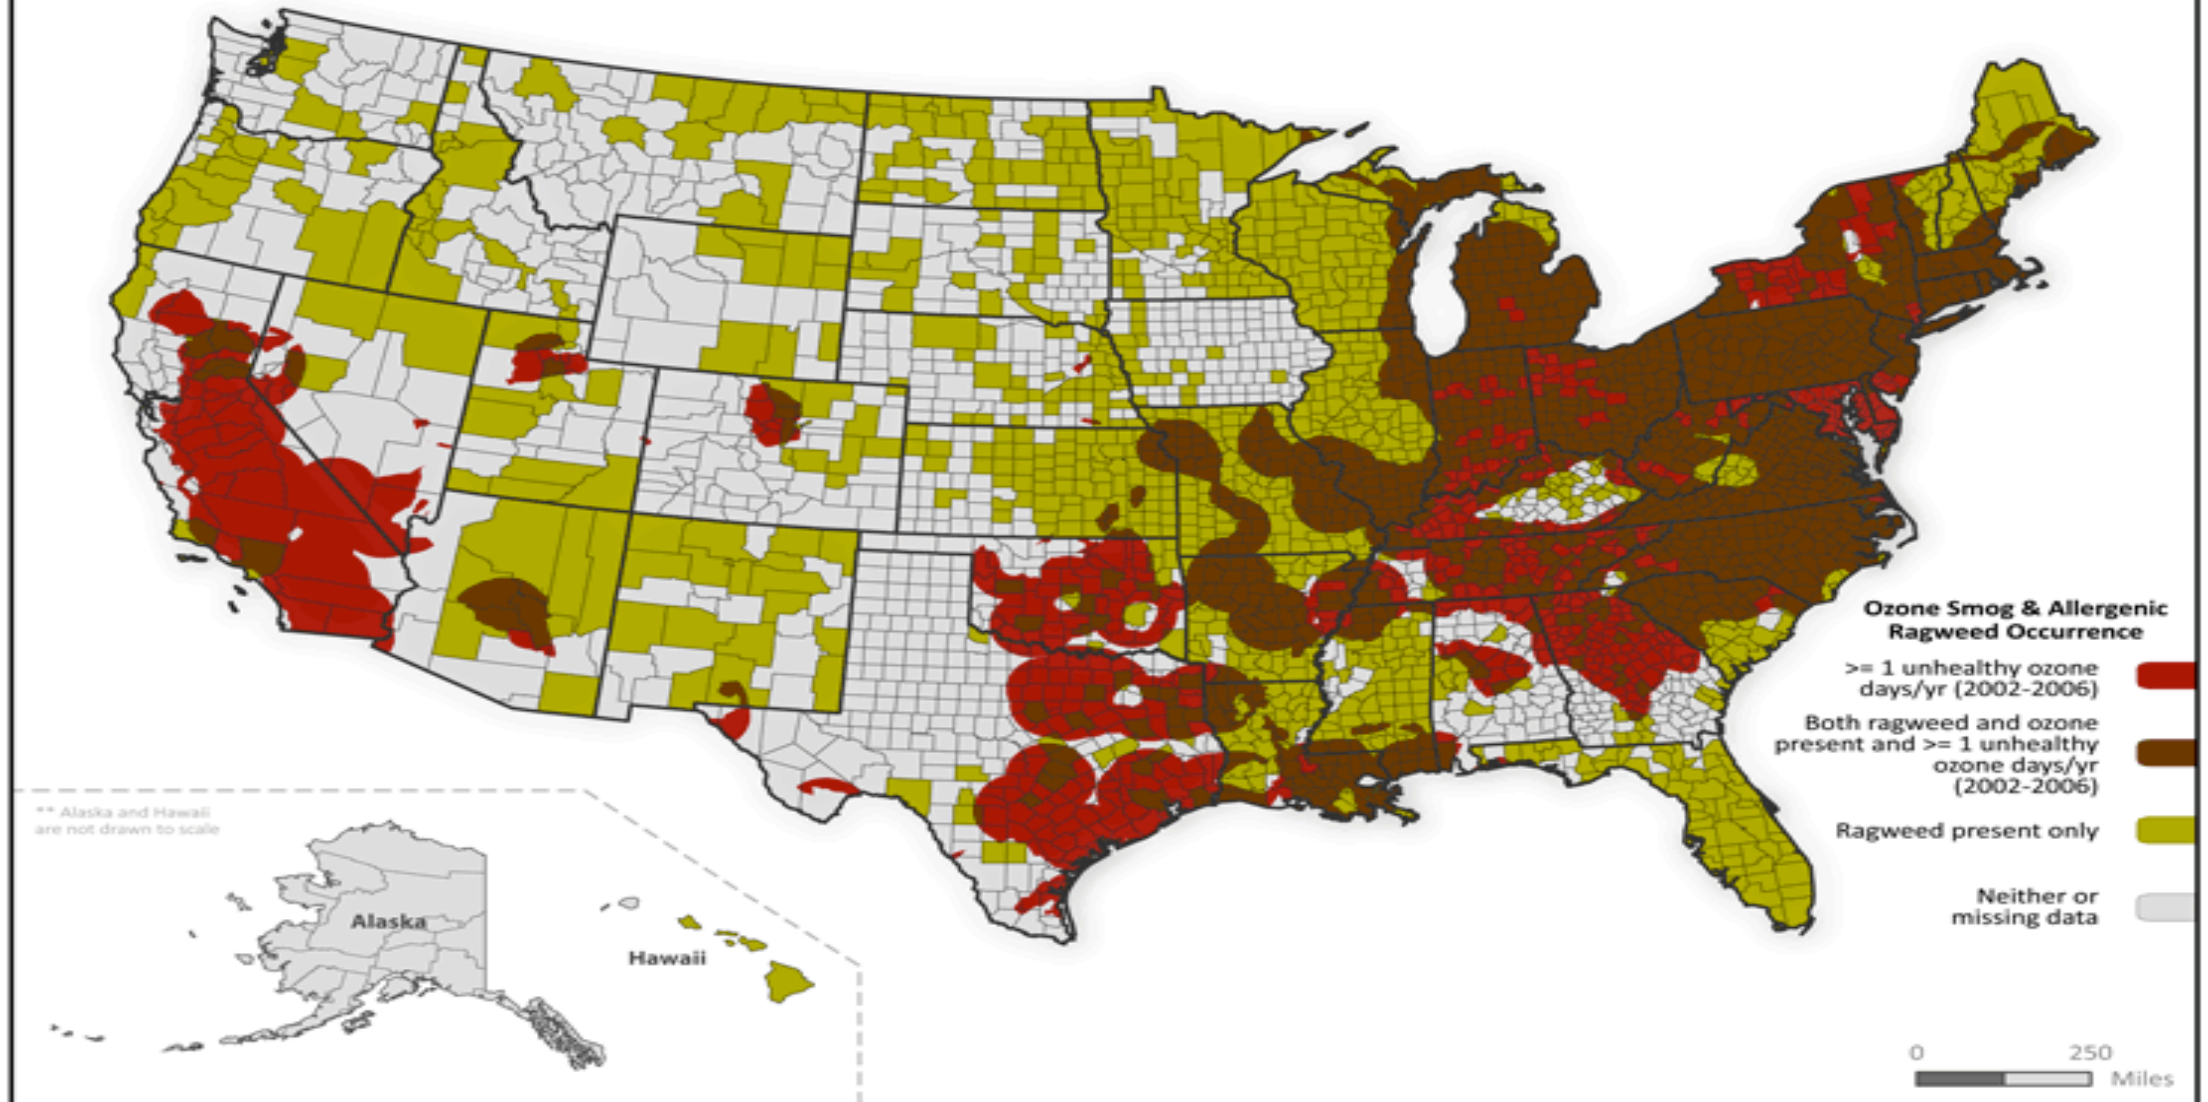 Ozone Smog & Allergenic
Ragweed Occurrence
>= 1 unhealthy ozone
days/yr (2002-2006)
Both ragweed and ozone
present and >= 1 unhealthy
ozone days/yr
(2002-2006)
Ragweed present only
Neither or
missing data
** Alaska and Hawaii
are not drawn to scale
Alaska
Hawaii
0 250
Miles